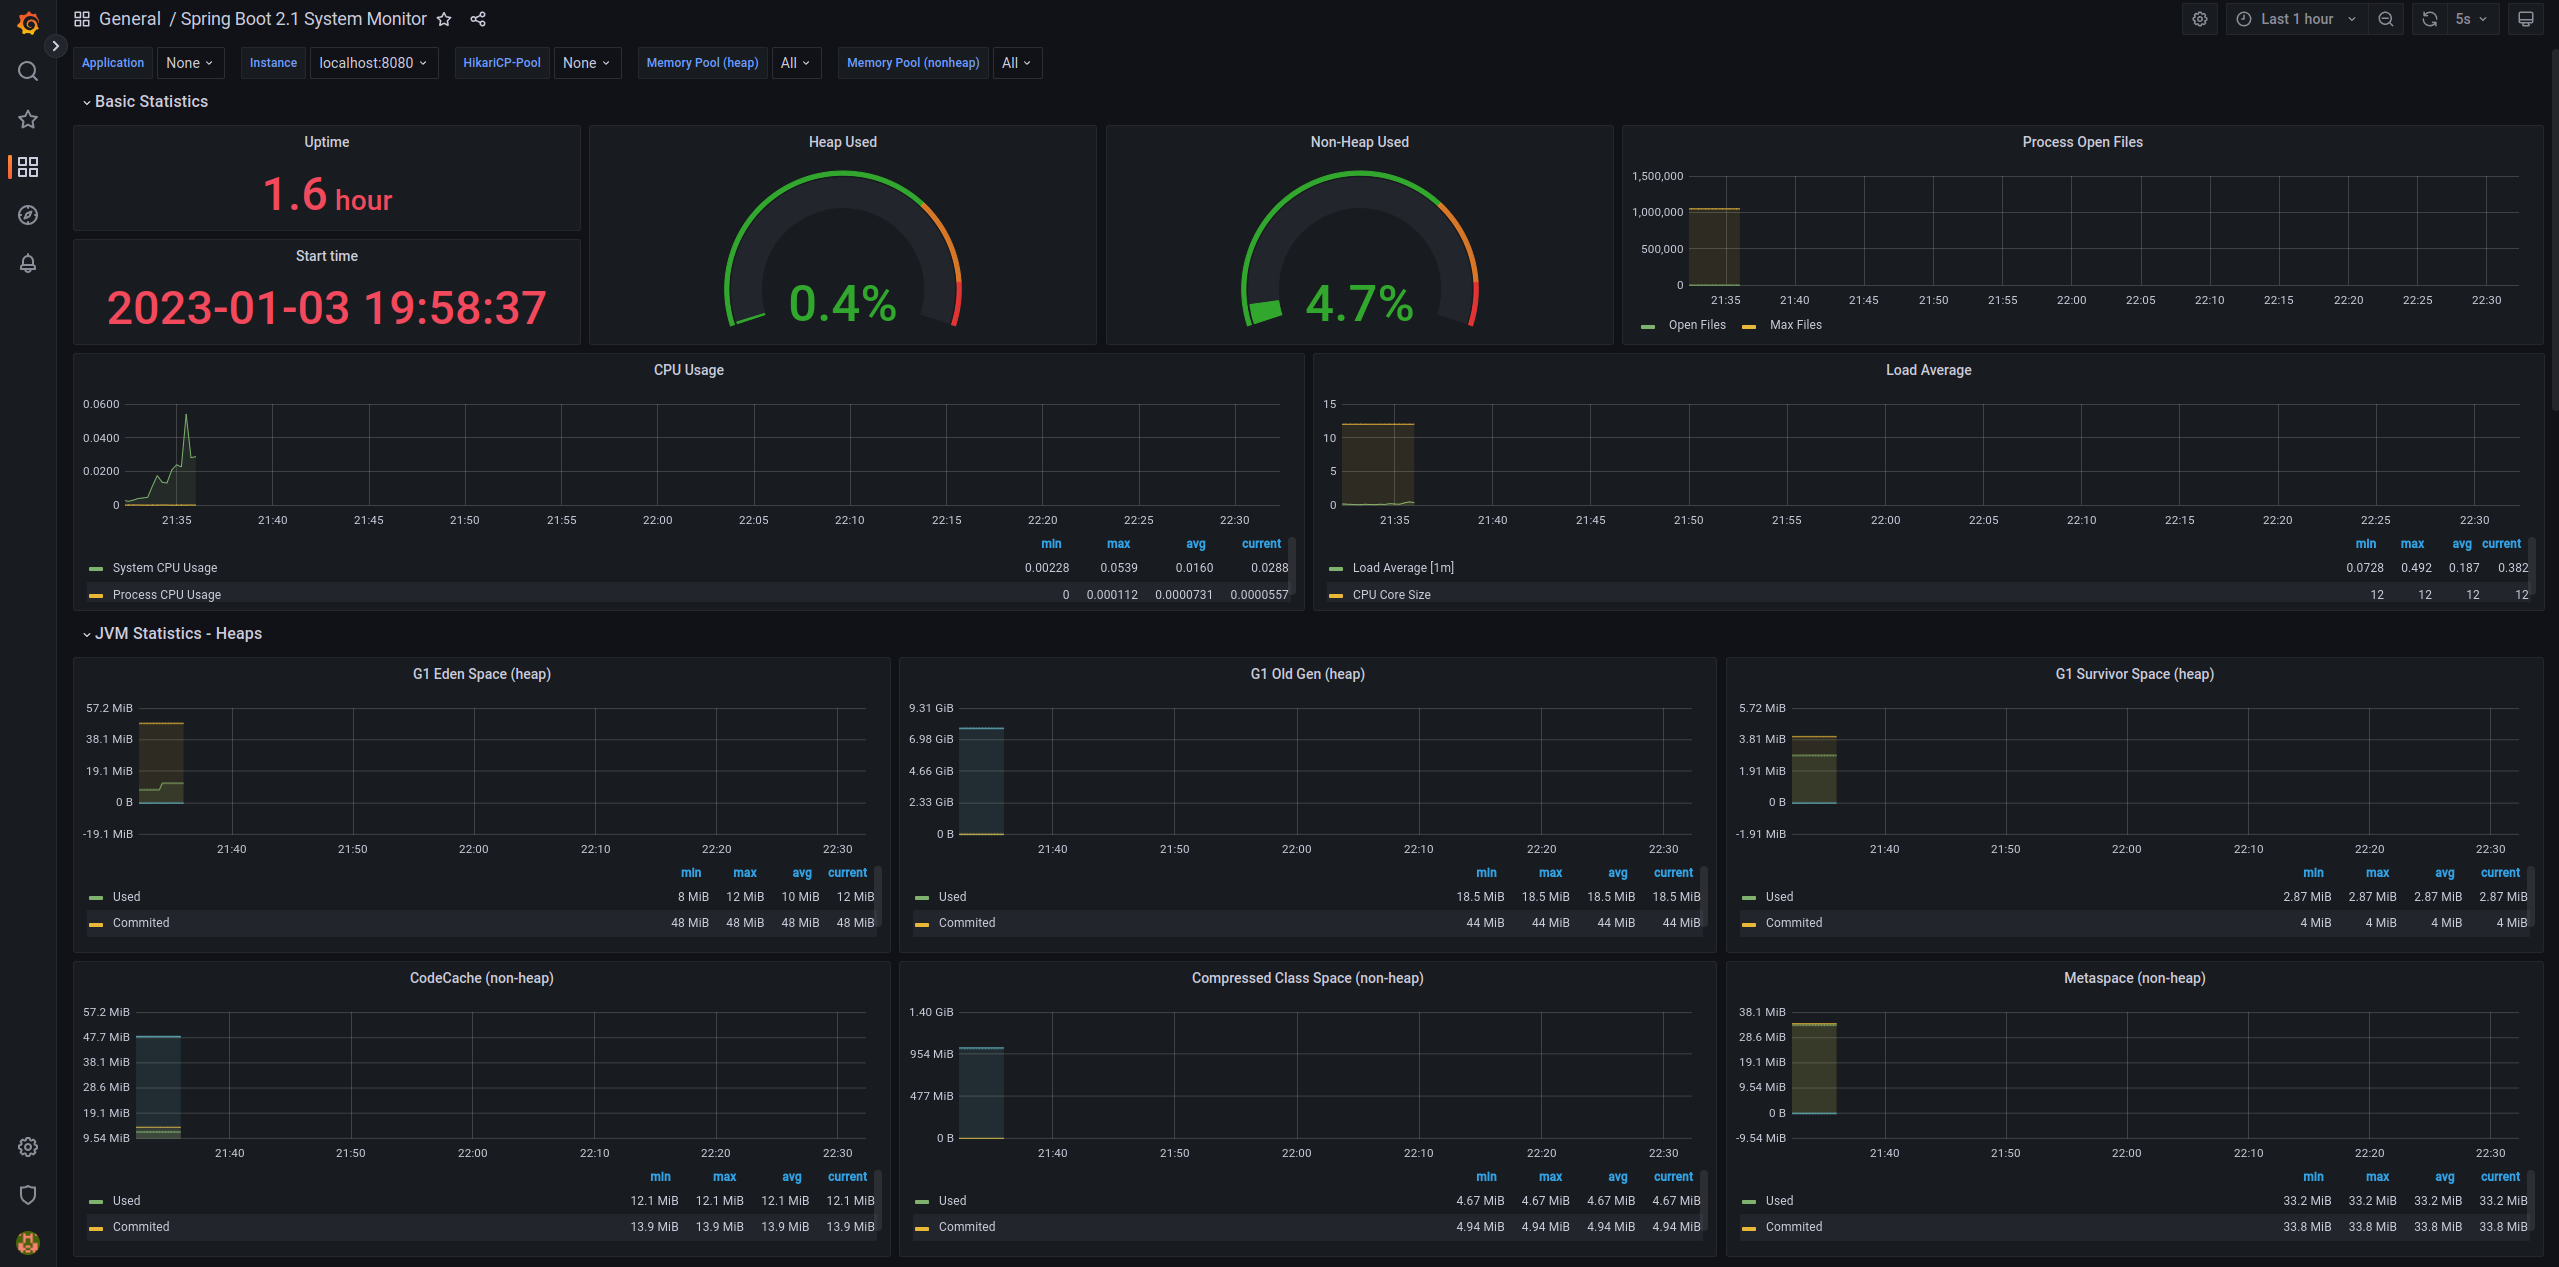 General / Spring Boot 2.1 System Monitor
Last 1 hour
5s
Application None Instance localhost:8080 HikariCP-Pool None Memory Pool (heap) All Memory Pool (nonheap) All
Basic Statistics
Uptime
1.6 hour
Start time
2023-01-03 19:58:37
Heap Used
0.4%
Non-Heap Used
4.7%
Process Open Files
1,500,000
1,000,000
500,000
0
21:35 21:40 21:45 21:50 21:55 22:00 22:05 22:10 22:15 22:20 22:25 22:30
Open Files Max Files
CPU Usage
0.0600
0.0400
0.0200
0
21:35 21:40 21:45 21:50 21:55 22:00 22:05 22:10 22:15 22:20 22:25 22:30
min max avg current
System CPU Usage 0.00228 0.0539 0.0160 0.0288
Process CPU Usage 0 0.000112 0.0000731 0.0000557
Load Average
15
10
5
0
21:35 21:40 21:45 21:50 21:55 22:00 22:05 22:10 22:15 22:20 22:25 22:30
min max avg current
Load Average [1m] 0.0728 0.492 0.187 0.382
CPU Core Size 12 12 12 12
JVM Statistics - Heaps
G1 Eden Space (heap)
57.2 MiB
38.1 MiB
19.1 MiB
0 B
-19.1 MiB
21:40 21:50 22:00 22:10 22:20 22:30
min max avg current
Used 8 MiB 12 MiB 10 MiB 12 MiB
Commited 48 MiB 48 MiB 48 MiB 48 MiB
G1 Old Gen (heap)
9.31 GiB
6.98 GiB
4.66 GiB
2.33 GiB
0 B
21:40 21:50 22:00 22:10 22:20 22:30
min max avg current
Used 18.5 MiB 18.5 MiB 18.5 MiB 18.5 MiB
Commited 44 MiB 44 MiB 44 MiB 44 MiB
G1 Survivor Space (heap)
5.72 MiB
3.81 MiB
1.91 MiB
0 B
-1.91 MiB
21:40 21:50 22:00 22:10 22:20 22:30
min max avg current
Used 2.87 MiB 2.87 MiB 2.87 MiB 2.87 MiB
Commited 4 MiB 4 MiB 4 MiB 4 MiB
CodeCache (non-heap)
57.2 MiB
47.7 MiB
38.1 MiB
28.6 MiB
19.1 MiB
9.54 MiB
21:40 21:50 22:00 22:10 22:20 22:30
min max avg current
Used 12.1 MiB 12.1 MiB 12.1 MiB 12.1 MiB
Commited 13.9 MiB 13.9 MiB 13.9 MiB 13.9 MiB
Compressed Class Space (non-heap)
1.40 GiB
954 MiB
477 MiB
0 B
21:40 21:50 22:00 22:10 22:20 22:30
min max avg current
Used 4.67 MiB 4.67 MiB 4.67 MiB 4.67 MiB
Commited 4.94 MiB 4.94 MiB 4.94 MiB 4.94 MiB
Metaspace (non-heap)
38.1 MiB
28.6 MiB
19.1 MiB
9.54 MiB
0 B
-9.54 MiB
21:40 21:50 22:00 22:10 22:20 22:30
min max avg current
Used 33.2 MiB 33.2 MiB 33.2 MiB 33.2 MiB
Commited 33.8 MiB 33.8 MiB 33.8 MiB 33.8 MiB